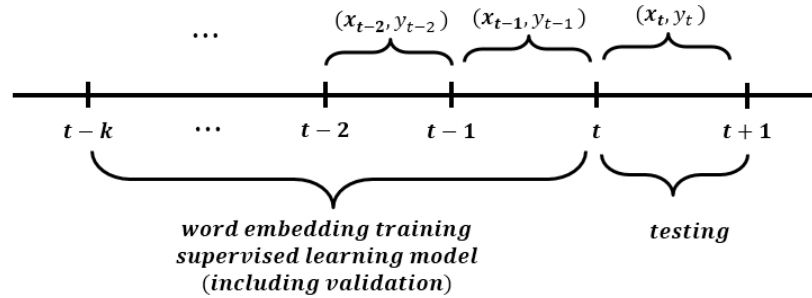 ... (x_{t-2}, y_{t-2}) (x_{t-1}, y_{t-1}) (x_t, y_t)
t − k ... t − 2 t − 1 t t + 1
word embedding training testing
supervised learning model
(including validation)